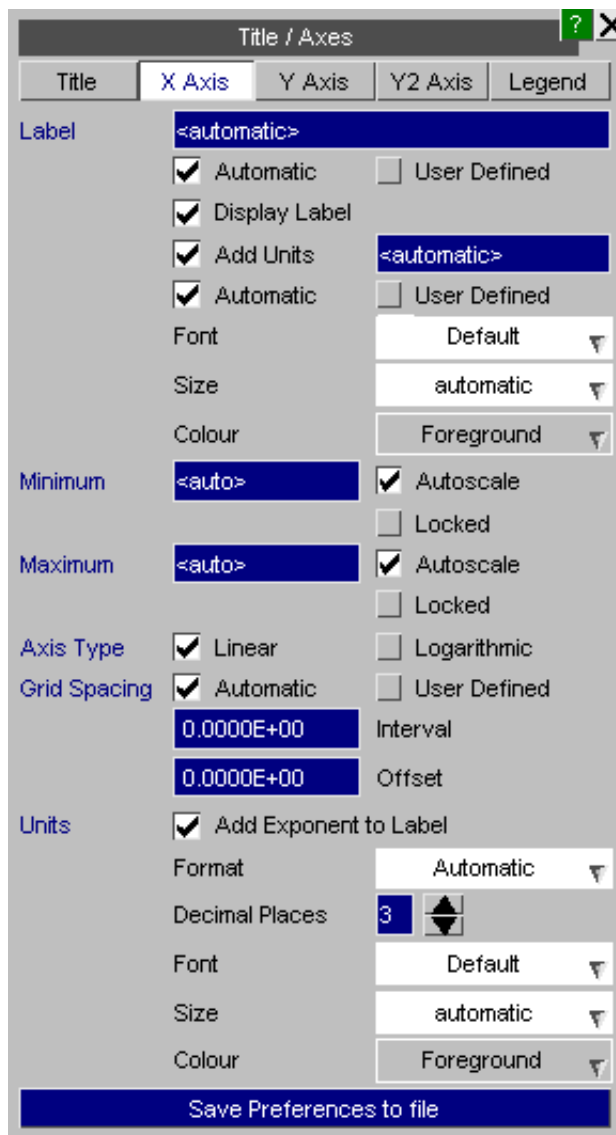 Title / Axes ?
Title X Axis Y Axis Y2 Axis Legend
Label <automatic>
Automatic User Defined
Display Label
Add Units <automatic>
Automatic User Defined
Font Default
Size automatic
Colour Foreground
Minimum <auto> Autoscale
Locked
Maximum <auto> Autoscale
Locked
Axis Type Linear Logarithmic
Grid Spacing Automatic User Defined
0.0000E+00 Interval
0.0000E+00 Offset
Units Add Exponent to Label
Format Automatic
Decimal Places 3
Font Default
Size automatic
Colour Foreground
Save Preferences to file